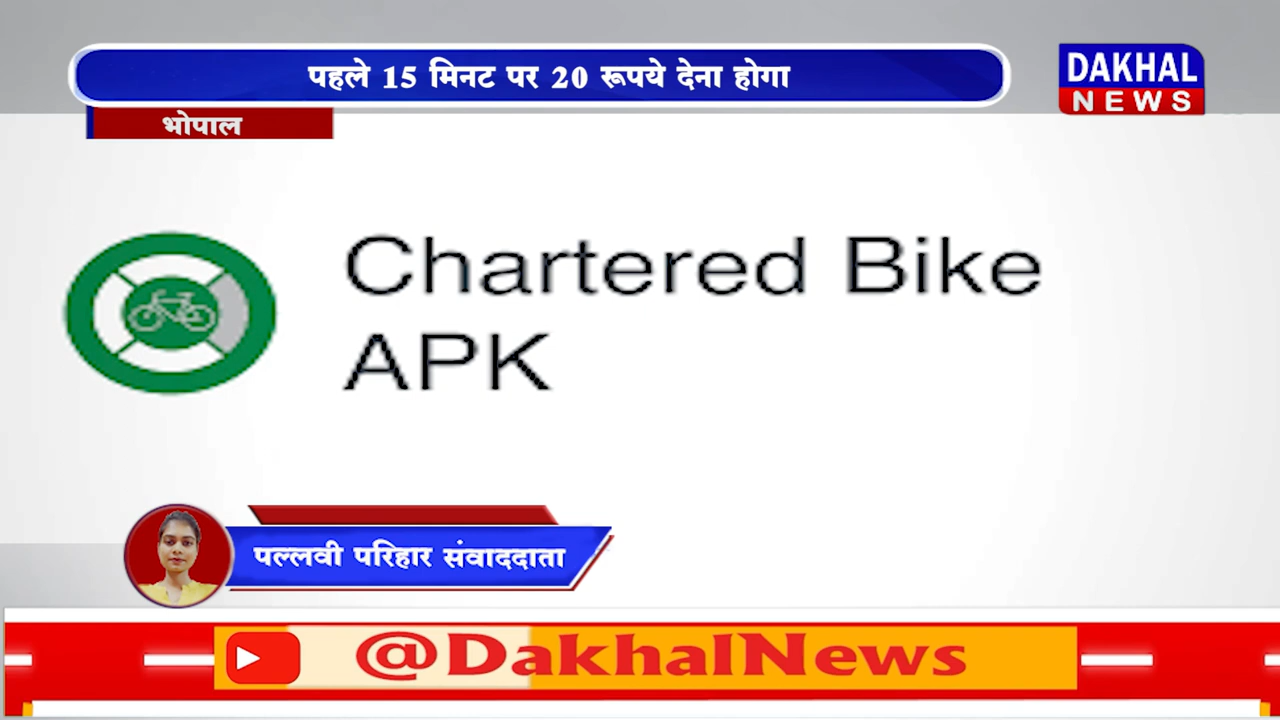 पहले 15 मिनट पर 20 रूपये देना होगा
DAKHAL
NEWS
भोपाल
Chartered Bike
APK
पल्लवी परिहार संवाददाता
@DakhalNews